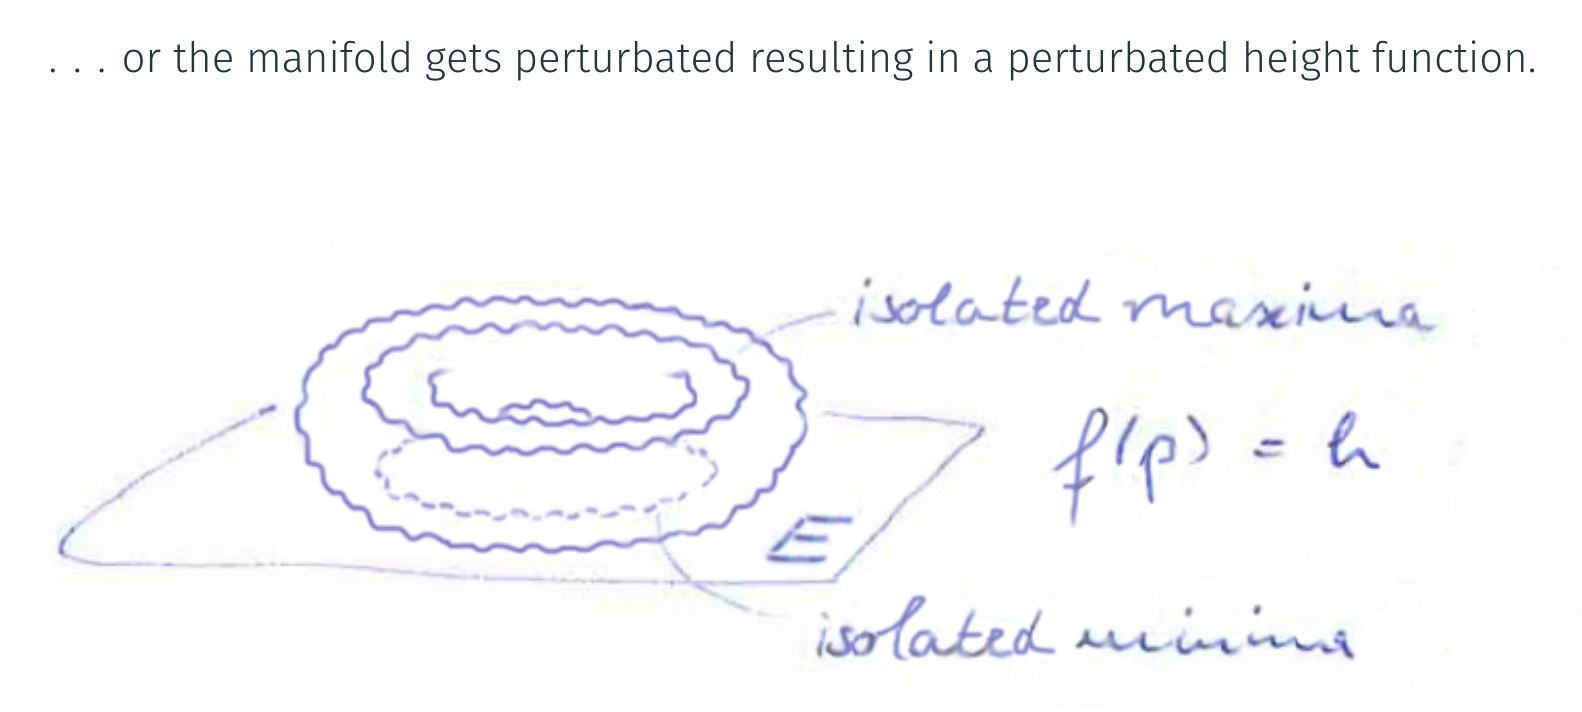 . . . or the manifold gets perturbated resulting in a perturbated height function.
isolated maxima
f(p) = h
E
isolated minima